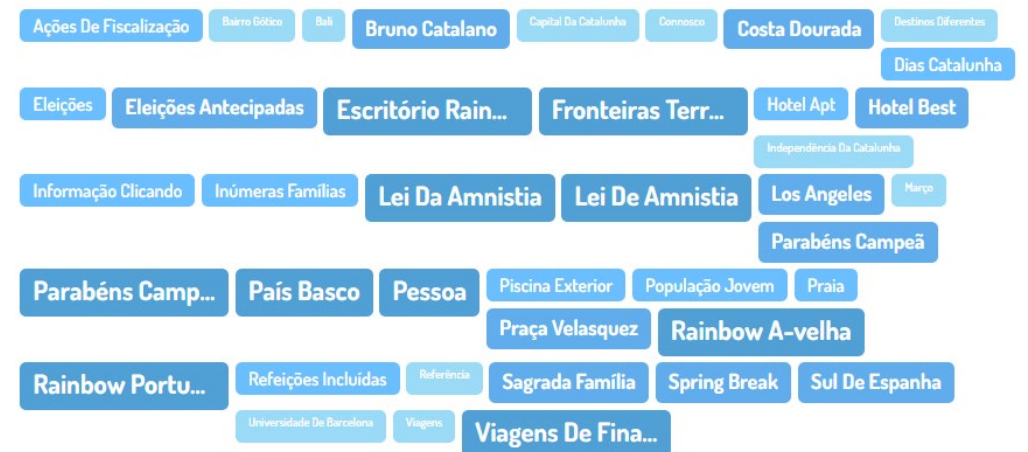 Ações De Fiscalização Bairro Gótico Bali Bruno Catalano Capital Da Catalunha Connosco Costa Dourada Destinos Diferentes
Dias Catalunha
Eleições Eleições Antecipadas Escritório Rain... Fronteiras Terr... Hotel Apt Hotel Best
Independência Da Catalunha
Informação Clicando Inúmeras Famílias Lei Da Amnistia Lei De Amnistia Los Angeles Março
Parabéns Campeã
Parabéns Camp... País Basco Pessoa Piscina Exterior População Jovem Praia
Praça Velasquez Rainbow A-velha
Rainbow Portu... Refeições Incluídas Referência Sagrada Família Spring Break Sul De Espanha
Universidade De Barcelona Viagens Viagens De Fina...